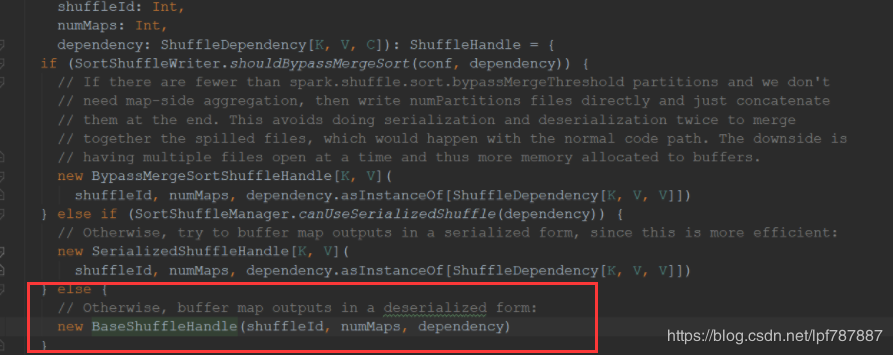 shuffleId: Int,
numMaps: Int,
dependency: ShuffleDependency[K, V, C]): ShuffleHandle = {
if (SortShuffleWriter.shouldBypassMergeSort(conf, dependency)) {
// If there are fewer than spark.shuffle.sort.bypassMergeThreshold partitions and we don't
// need map-side aggregation, then write numPartitions files directly and just concatenate
// them at the end. This avoids doing serialization and deserialization twice to merge
// together the spilled files, which would happen with the normal code path. The downside is
// having multiple files open at a time and thus more memory allocated to buffers.
new BypassMergeSortShuffleHandle[K, V](
shuffleId, numMaps, dependency.asInstanceOf[ShuffleDependency[K, V, V]])
} else if (SortShuffleManager.canUseSerializedShuffle(dependency)) {
// Otherwise, try to buffer map outputs in a serialized form, since this is more efficient:
new SerializedShuffleHandle[K, V](
shuffleId, numMaps, dependency.asInstanceOf[ShuffleDependency[K, V, V]])
} else {
// Otherwise, buffer map outputs in a deserialized form:
new BaseShuffleHandle(shuffleId, numMaps, dependency)
}
https://blog.csdn.net/lpf787887